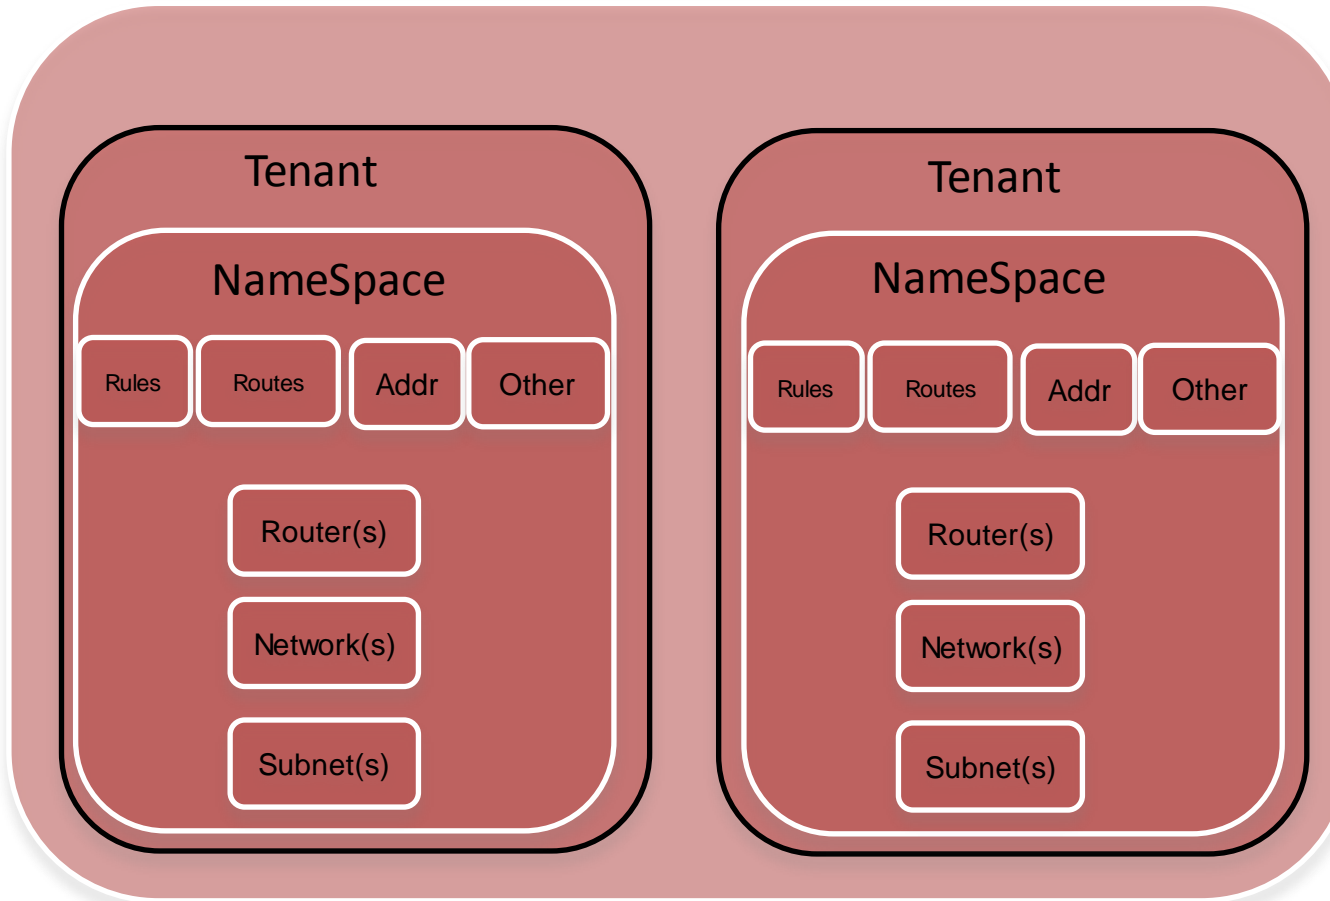 Tenant
NameSpace
Rules Routes Addr Other
Router(s)
Network(s)
Subnet(s)
Tenant
NameSpace
Rules Routes Addr Other
Router(s)
Network(s)
Subnet(s)